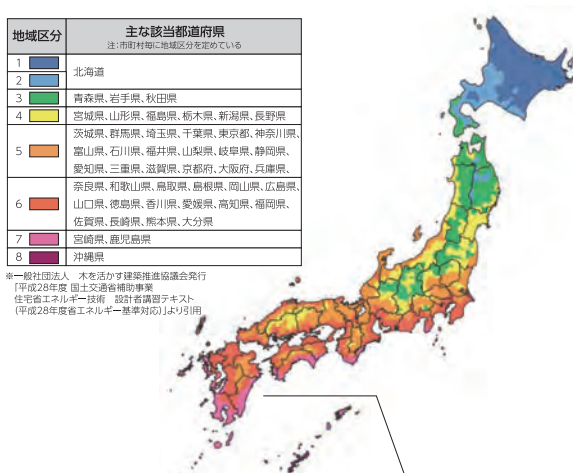 地域区分 主な該当都道府県
注:市町村毎に地域区分を定めている
1
北海道
2
3 青森県、岩手県、秋田県
4 宮城県、山形県、福島県、栃木県、新潟県、長野県
茨城県、群馬県、埼玉県、千葉県、東京都、神奈川県、
5 富山県、石川県、福井県、山梨県、岐阜県、静岡県、
愛知県、三重県、滋賀県、京都府、大阪府、兵庫県、
奈良県、和歌山県、鳥取県、島根県、岡山県、広島県、
6 山口県、徳島県、香川県、愛媛県、高知県、福岡県、
佐賀県、長崎県、熊本県、大分県
7 宮崎県、鹿児島県
8 沖縄県
※一般社団法人 木を活かす建築推進協議会発行
「平成28年度 国土交通省補助事業
住宅省エネルギー技術 設計者講習テキスト
(平成28年度省エネルギー基準対応)」より引用